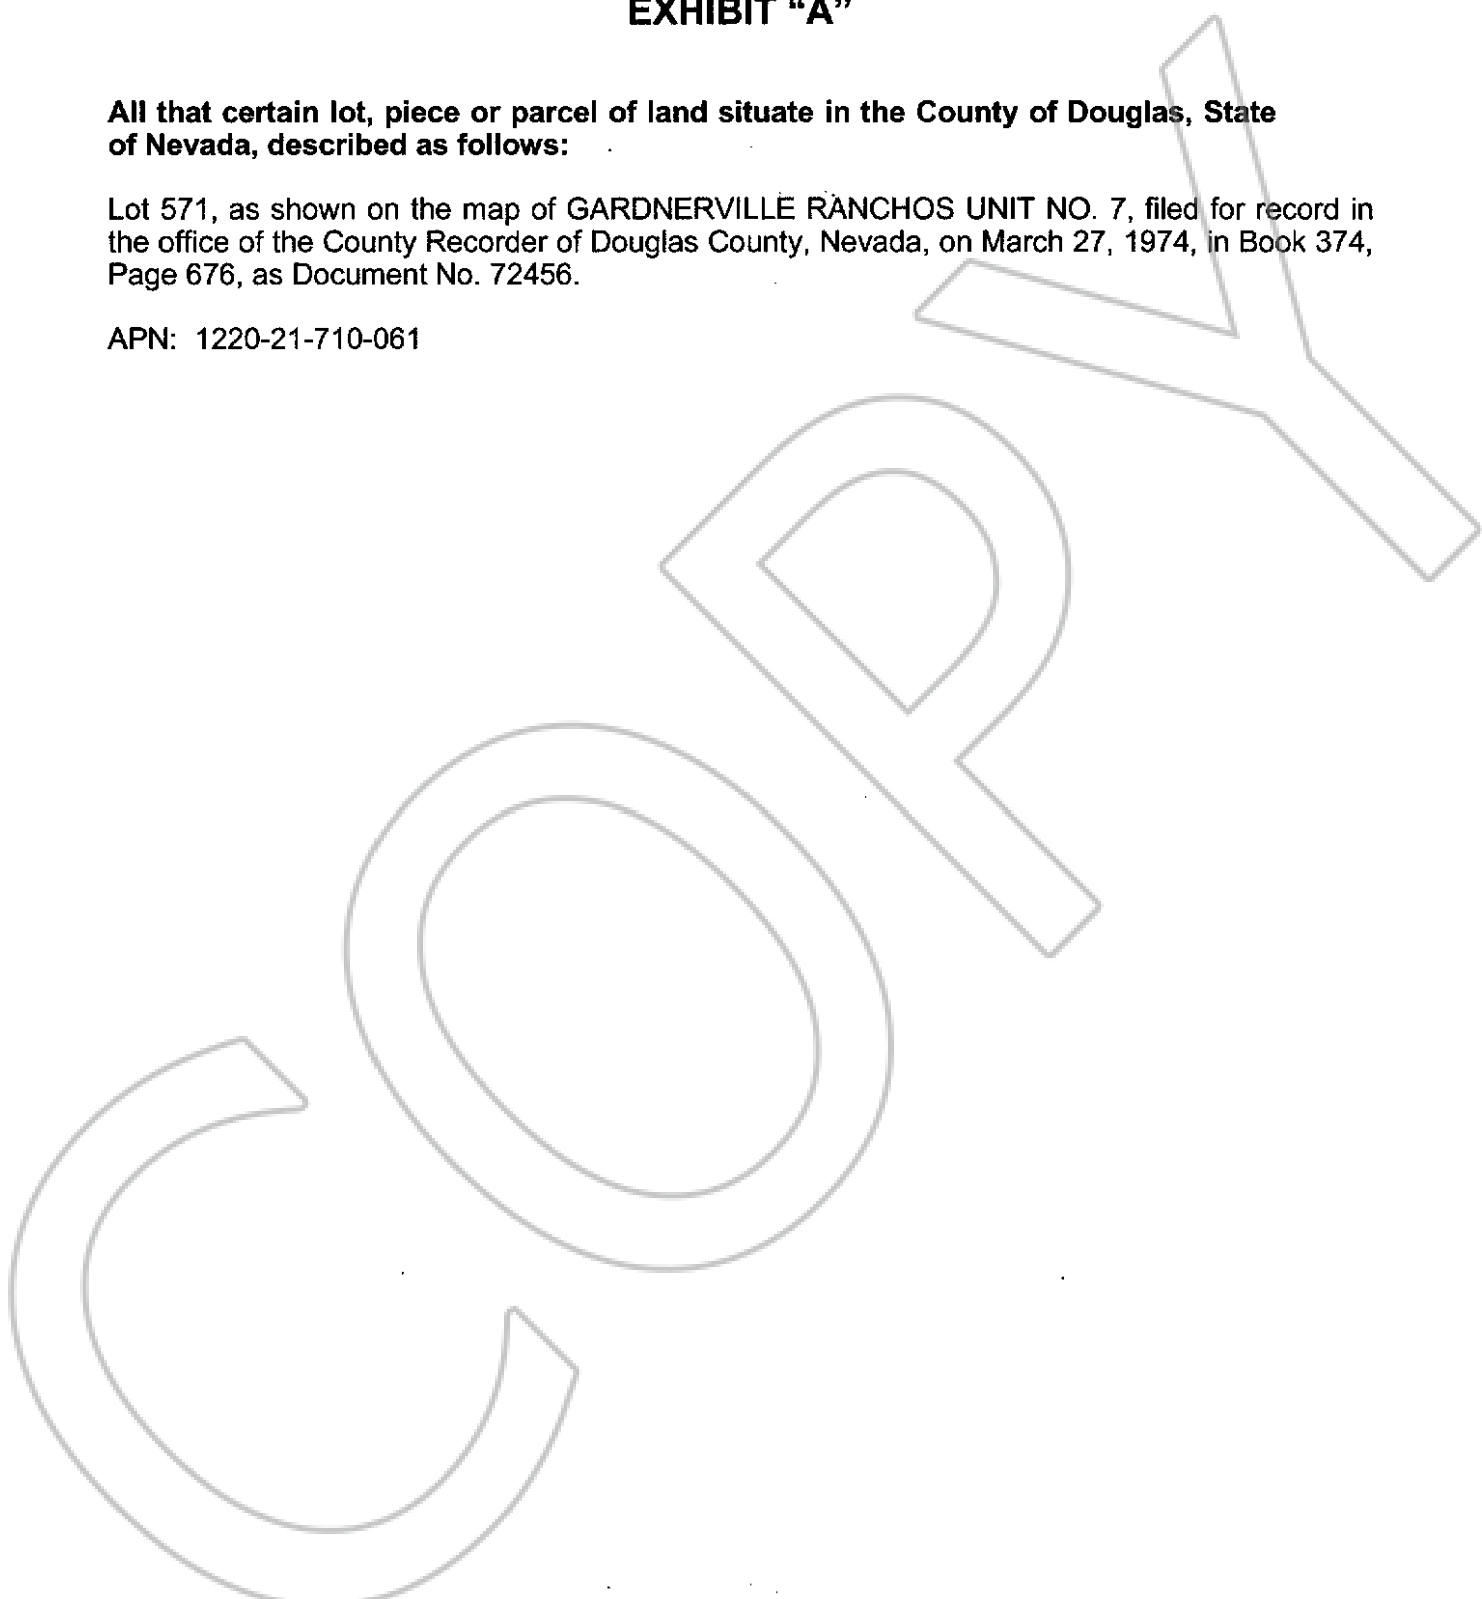 EXHIBIT “A”
All that certain lot, piece or parcel of land situate in the County of Douglas, State
of Nevada, described as follows:
Lot 571, as shown on the map of GARDNERVILLE RANCHOS UNIT NO. 7, filed for record in
the office of the County Recorder of Douglas County, Nevada, on March 27, 1974, in Book 374,
Page 676, as Document No. 72456.
APN: 1220-21-710-061
COPY